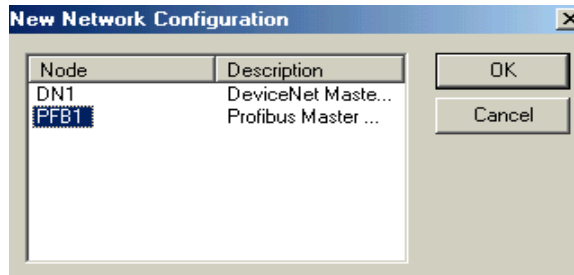 New Network Configuration
Node Description
OK
DN1 DeviceNet Maste...
PFB1 Profibus Master ...
Cancel